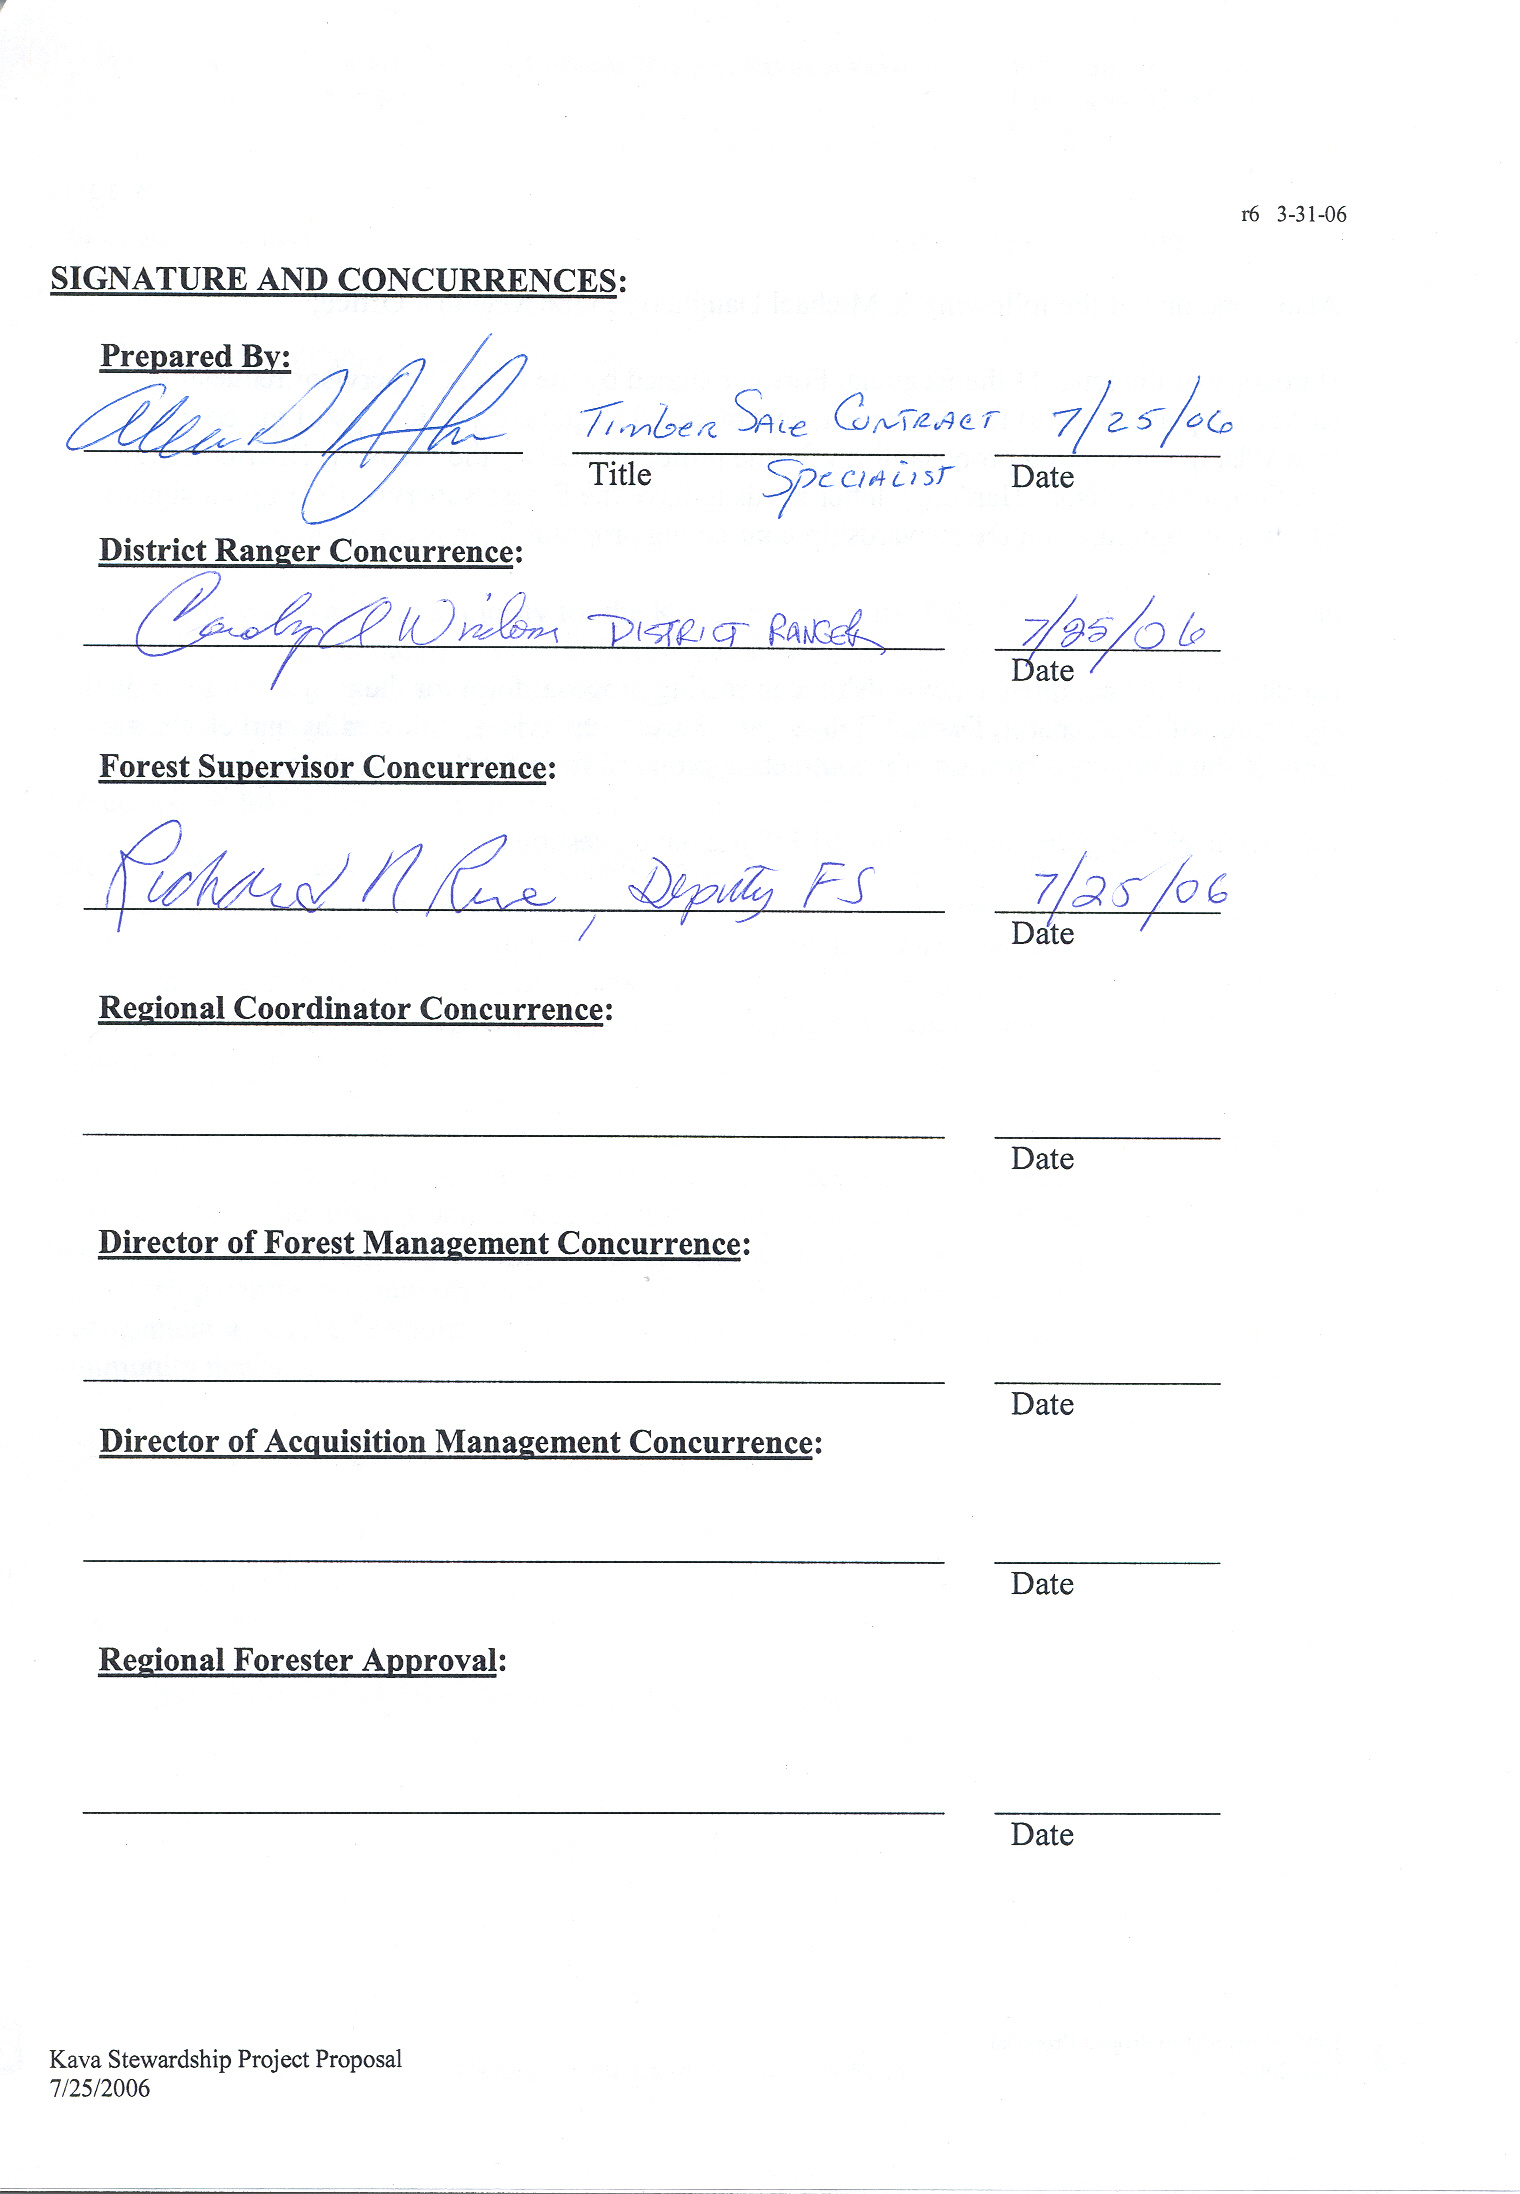 r6 3-31-06
SIGNATURE AND CONCURRENCES:
Prepared By:
Timber Sale Contract 7/25/06
Title Specialist Date
District Ranger Concurrence:
Carolyn A Wisdom District Ranger 7/25/06
Date
Forest Supervisor Concurrence:
Richard N , Deputy FS 7/25/06
Date
Regional Coordinator Concurrence:
Date
Director of Forest Management Concurrence:
Date
Director of Acquisition Management Concurrence:
Date
Regional Forester Approval:
Date
Kava Stewardship Project Proposal
7/25/2006